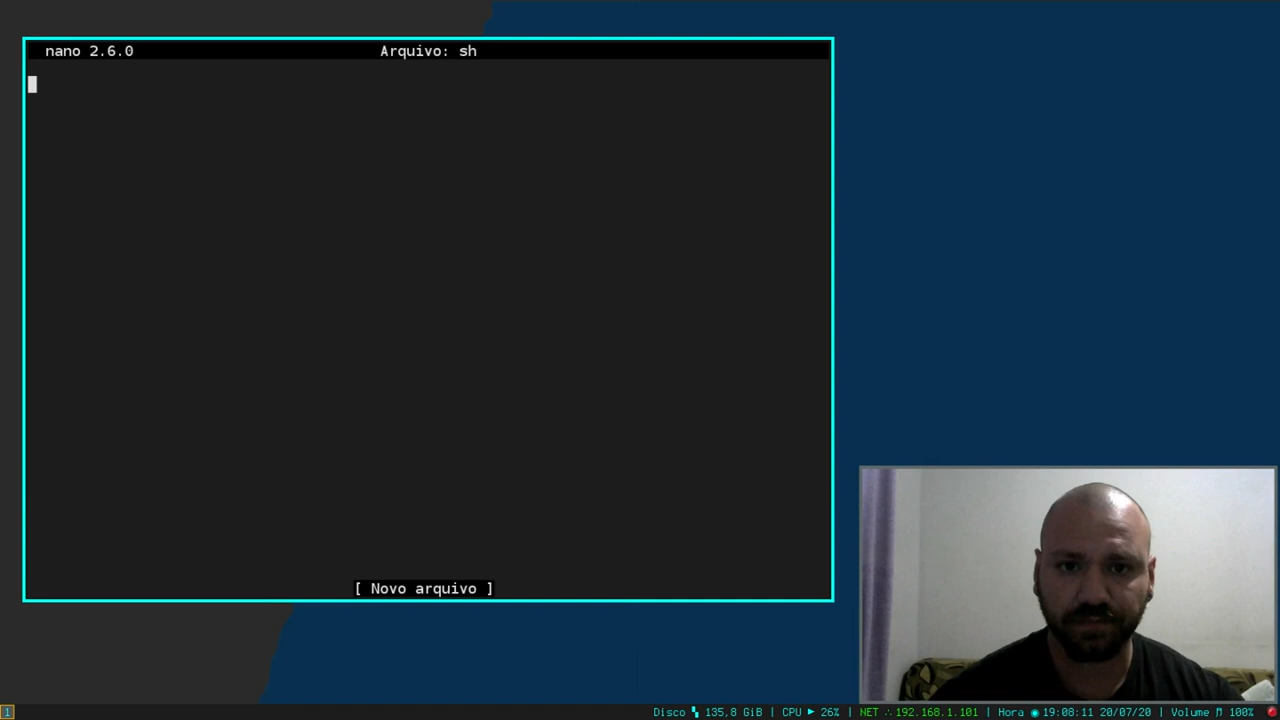 nano 2.6.0 Arquivo: sh
[ Novo arquivo ]
1 Disco 135,8 GiB | CPU ► 26% | NET ∴ 192.168.1.101 | Hora ◉ 19:08:11 20/07/20 | Volume 100%